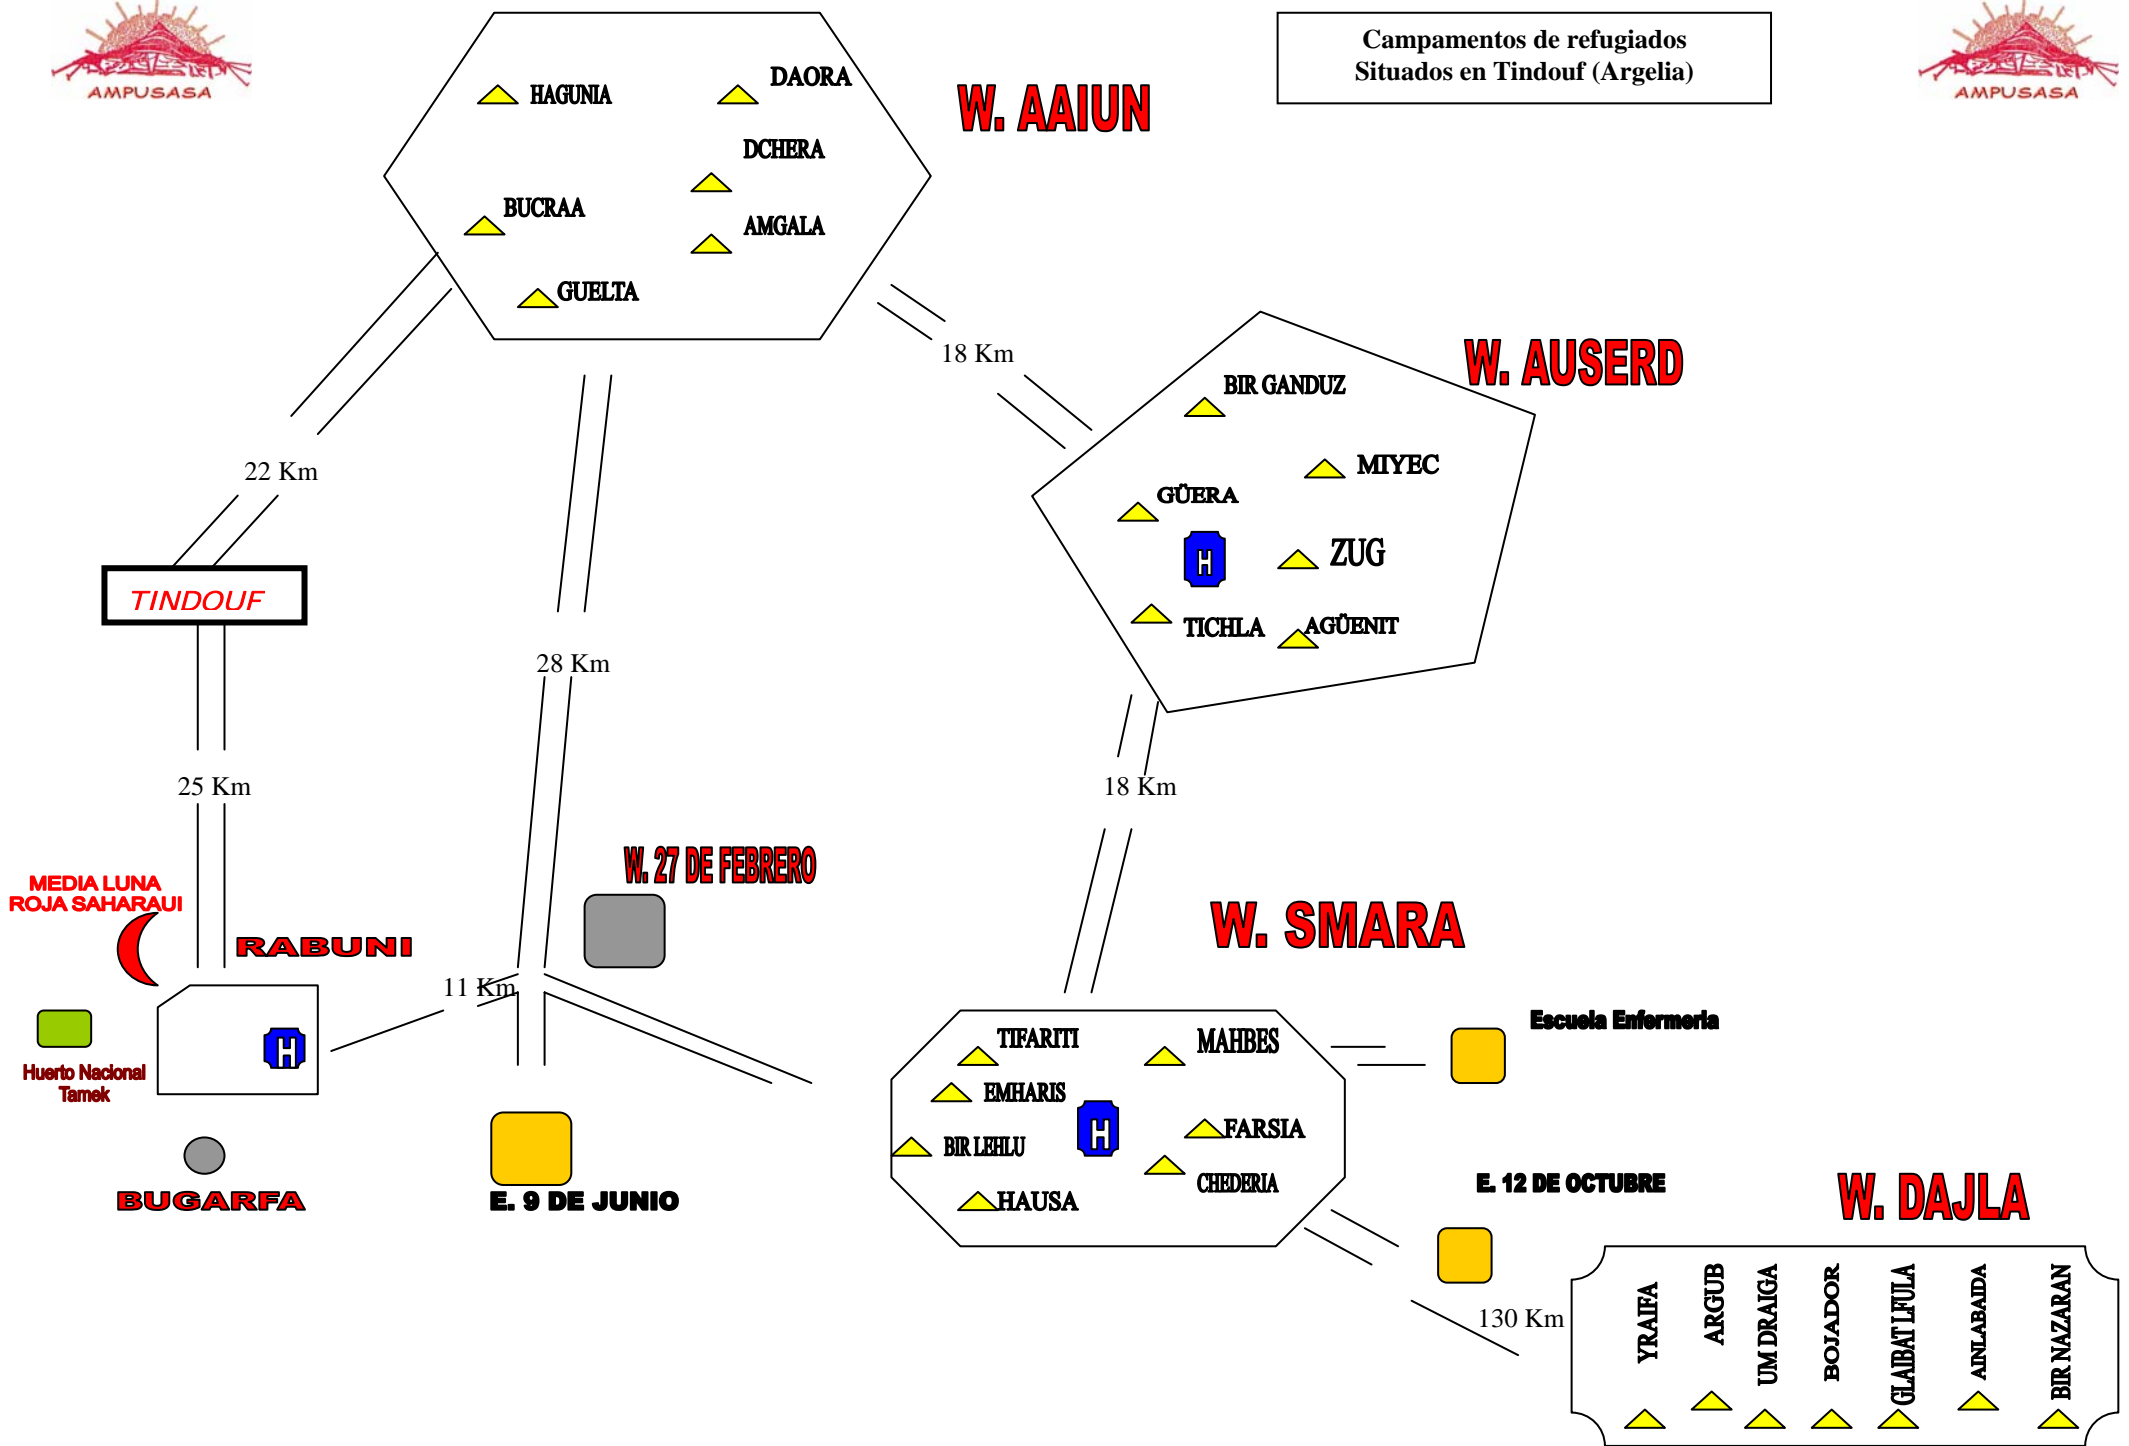 AMPUSASA
Campamentos de refugiados
Situados en Tindouf (Argelia)
AMPUSASA
W. AAIUN
HAGUNIA
DAORA
DCHERA
BUCRAA
AMGALA
GUELTA
18 Km
W. AUSERD
BIR GANDUZ
MIYEC
GÜERA
H
ZUG
TICHLA
AGÜENIT
22 Km
TINDOUF
28 Km
25 Km
18 Km
W. 27 DE FEBRERO
MEDIA LUNA
ROJA SAHARAUI
RABUNI
11 Km
H
Huerto Nacional
Tamek
BUGARFA
E. 9 DE JUNIO
W. SMARA
TIFARITI
MAHBES
EMHARIS
H
FARSIA
BIR LEHLU
CHEDERIA
HAUSA
Escuela Enfermeria
E. 12 DE OCTUBRE
130 Km
W. DAJLA
YRAIFA
ARGUB
UM DRAIGA
BOJADOR
GLAIBAT LFULA
AINLABAIDA
BIR NAZARAN